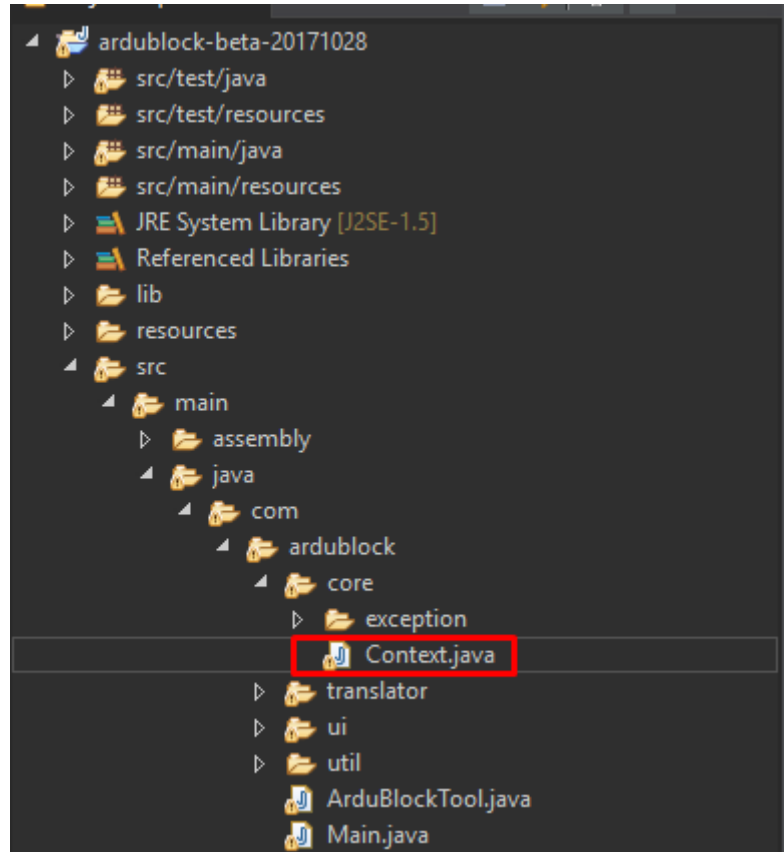 ardublock-beta-20171028
src/test/java
src/test/resources
src/main/java
src/main/resources
JRE System Library [J2SE-1.5]
Referenced Libraries
lib
resources
src
main
assembly
java
com
ardublock
core
exception
Context.java
translator
ui
util
ArduBlockTool.java
Main.java